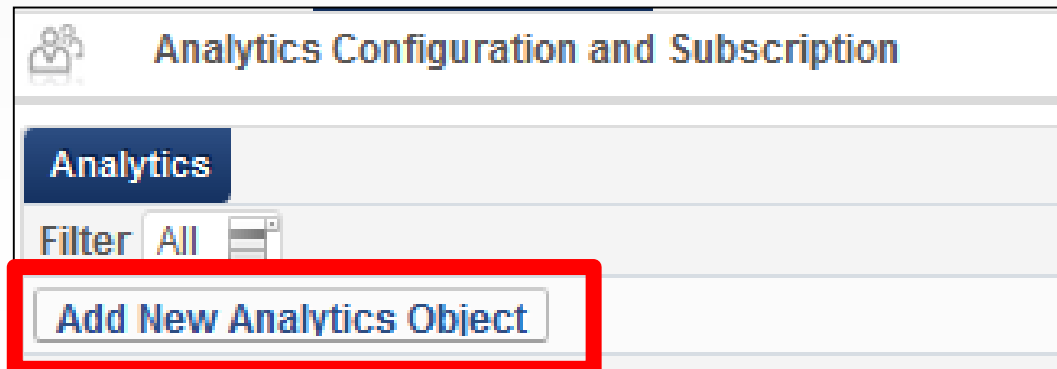 Analytics Configuration and Subscription
Analytics
Filter All
Add New Analytics Object